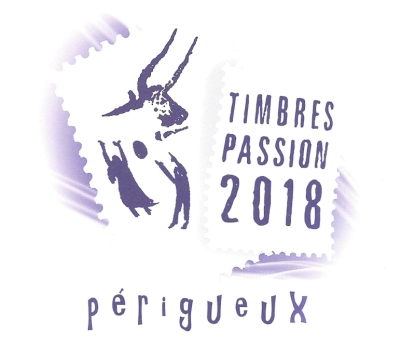 TIMBRES
PASSION
2018
périgueuX